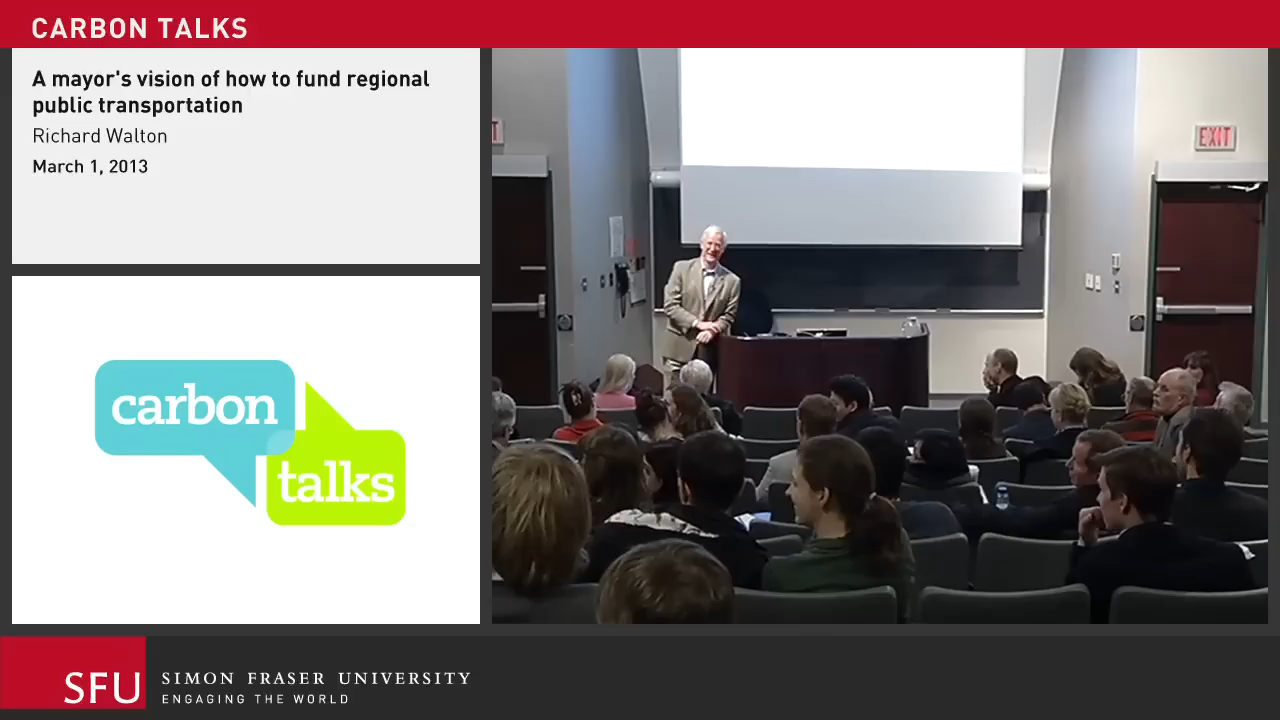 CARBON TALKS
A mayor's vision of how to fund regional
public transportation
Richard Walton
March 1, 2013
carbon
talks
EXIT
SFU
SIMON FRASER UNIVERSITY
ENGAGING THE WORLD